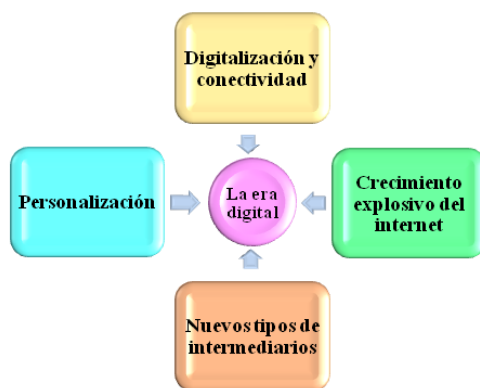 Digitalización y
conectividad
Personalización
La era
digital
Crecimiento
explosivo del
internet
Nuevos tipos de
intermediarios